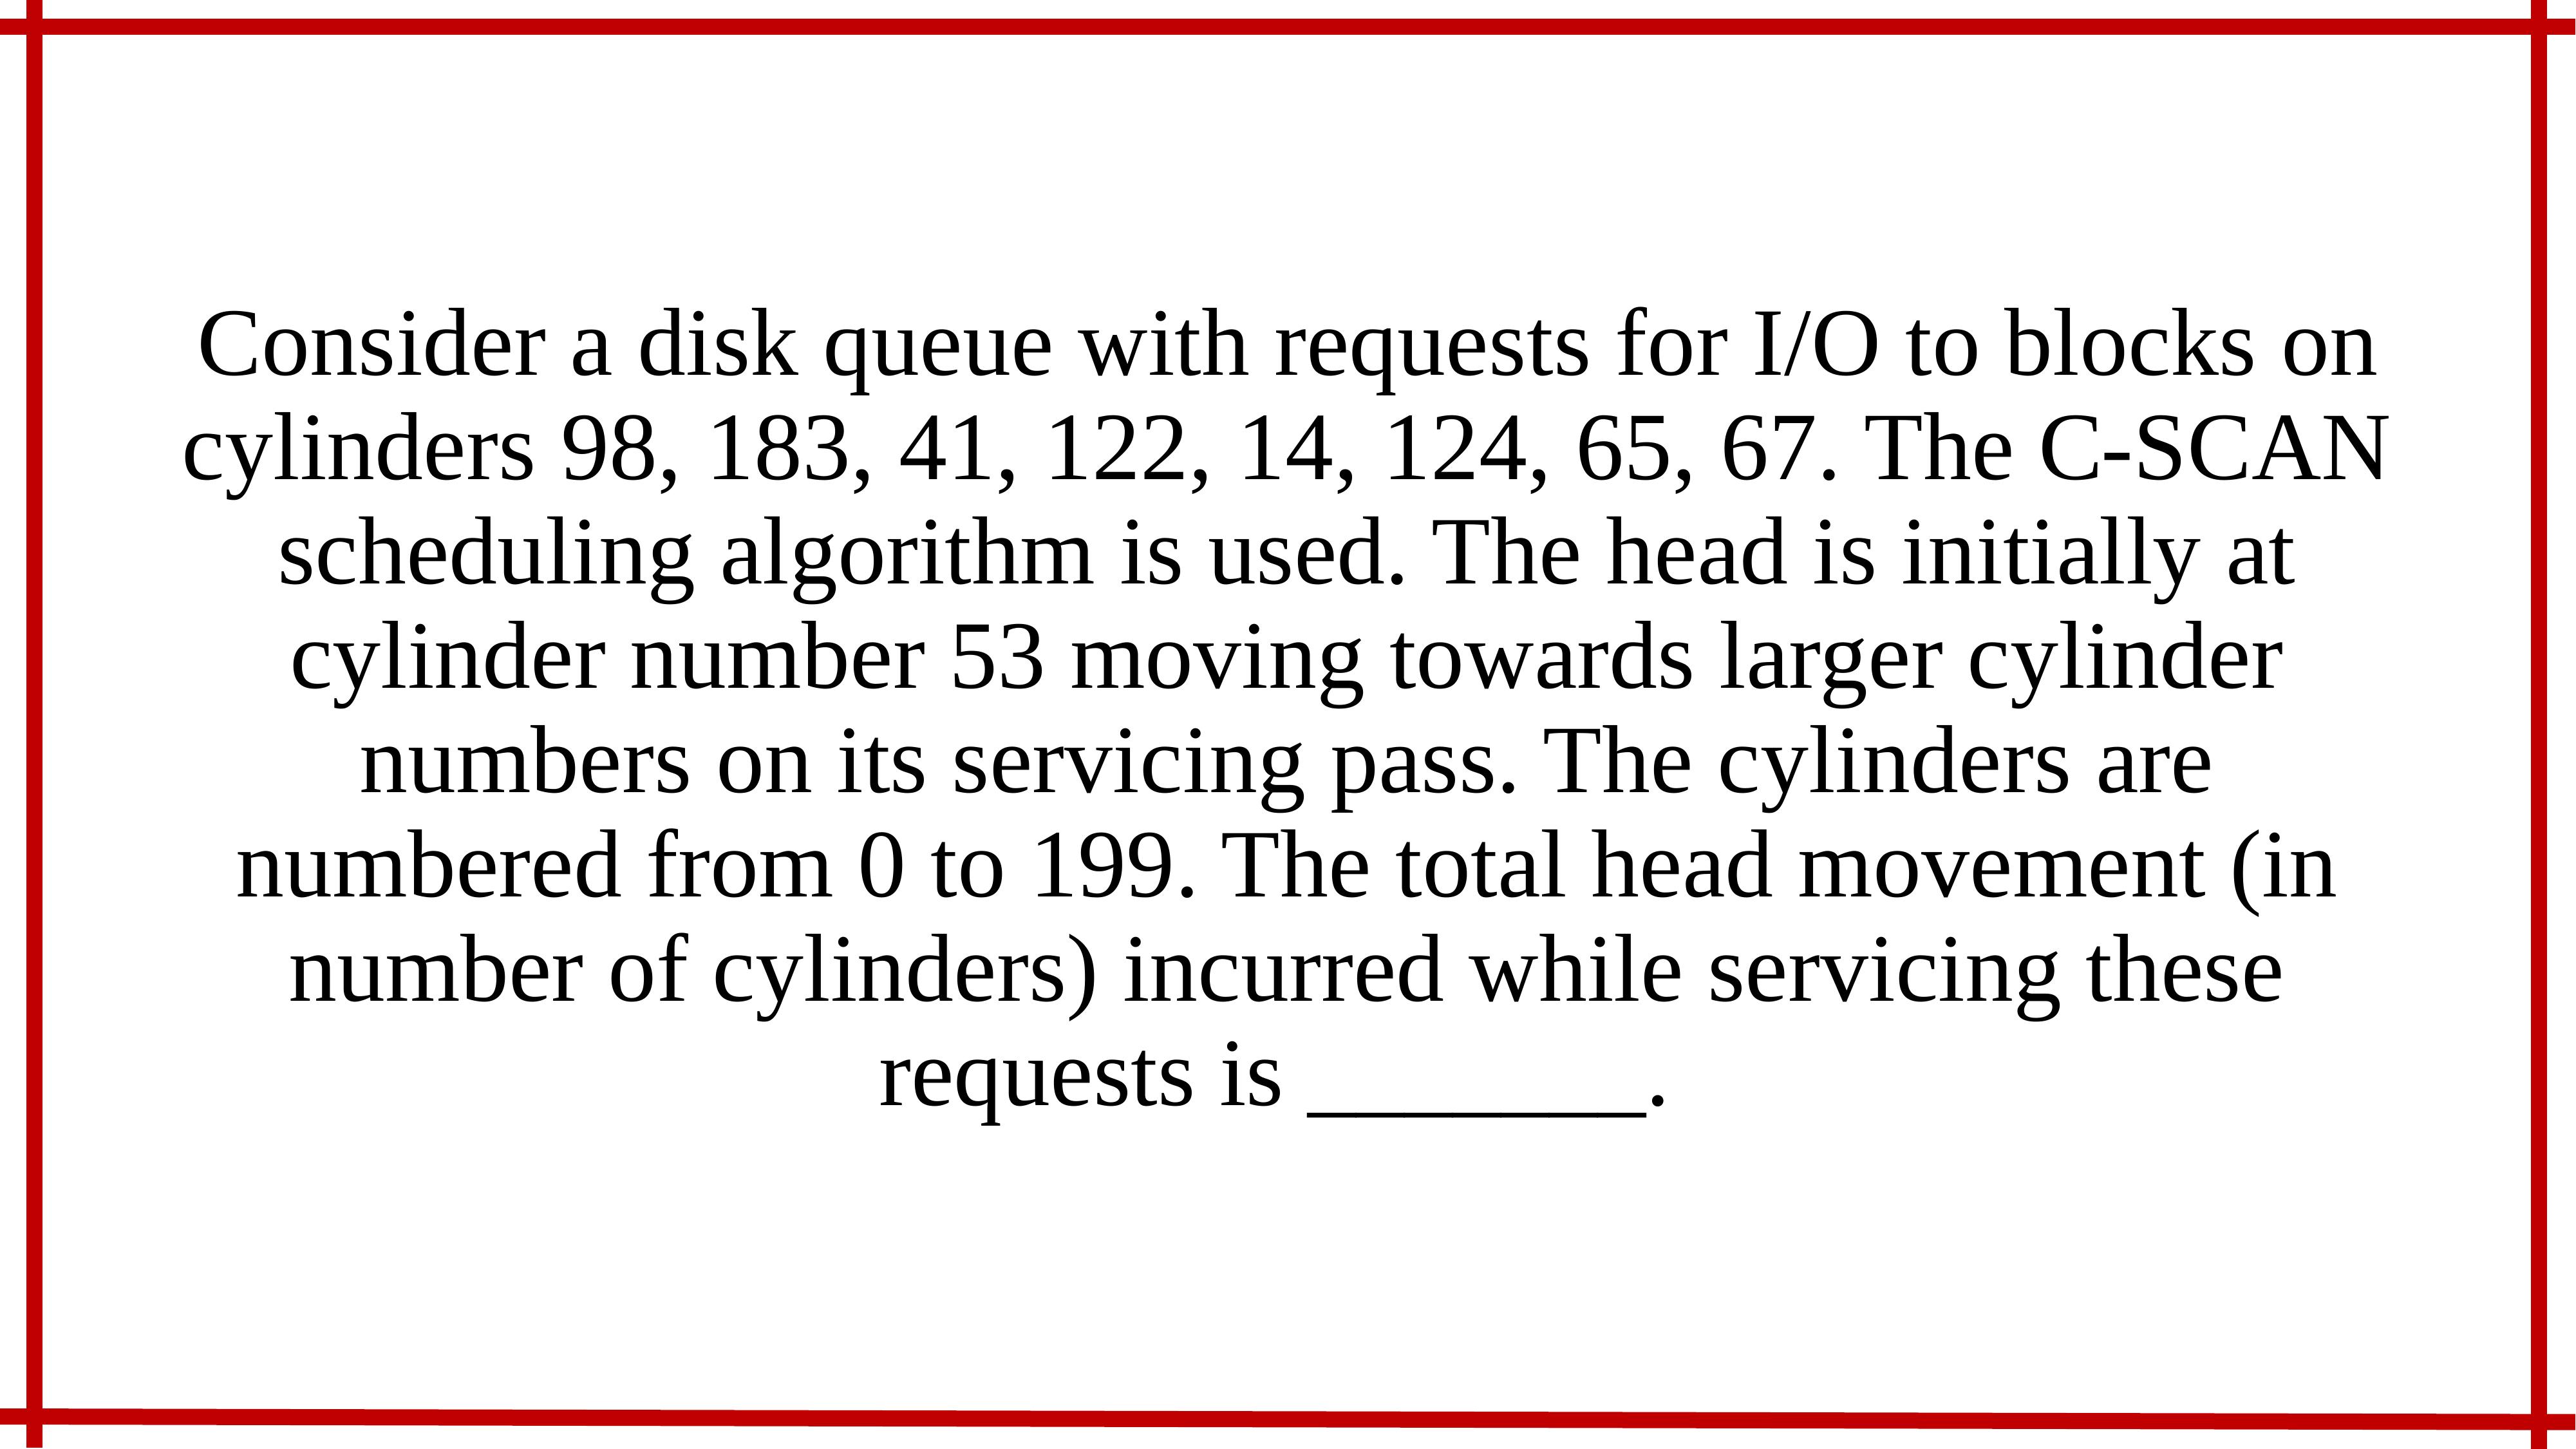 Consider a disk queue with requests for I/O to blocks on
cylinders 98, 183, 41, 122, 14, 124, 65, 67. The C-SCAN
scheduling algorithm is used. The head is initially at
cylinder number 53 moving towards larger cylinder
numbers on its servicing pass. The cylinders are
numbered from 0 to 199. The total head movement (in
number of cylinders) incurred while servicing these
requests is _______.